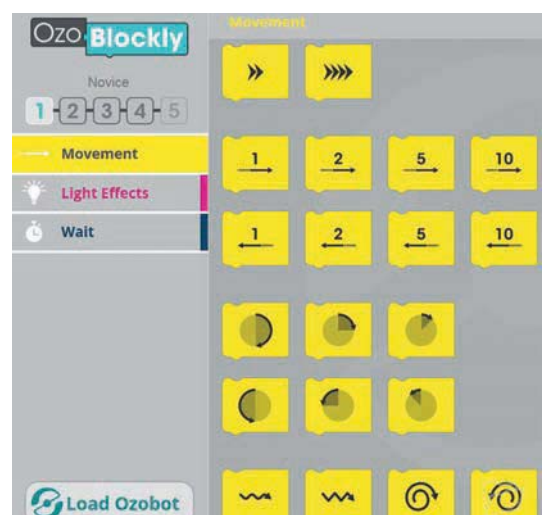 Ozo Blockly
Novice
1 2 3 4 5
Movement
Light Effects
Wait
Load Ozobot
Movement
1 2 5 10
1 2 5 10